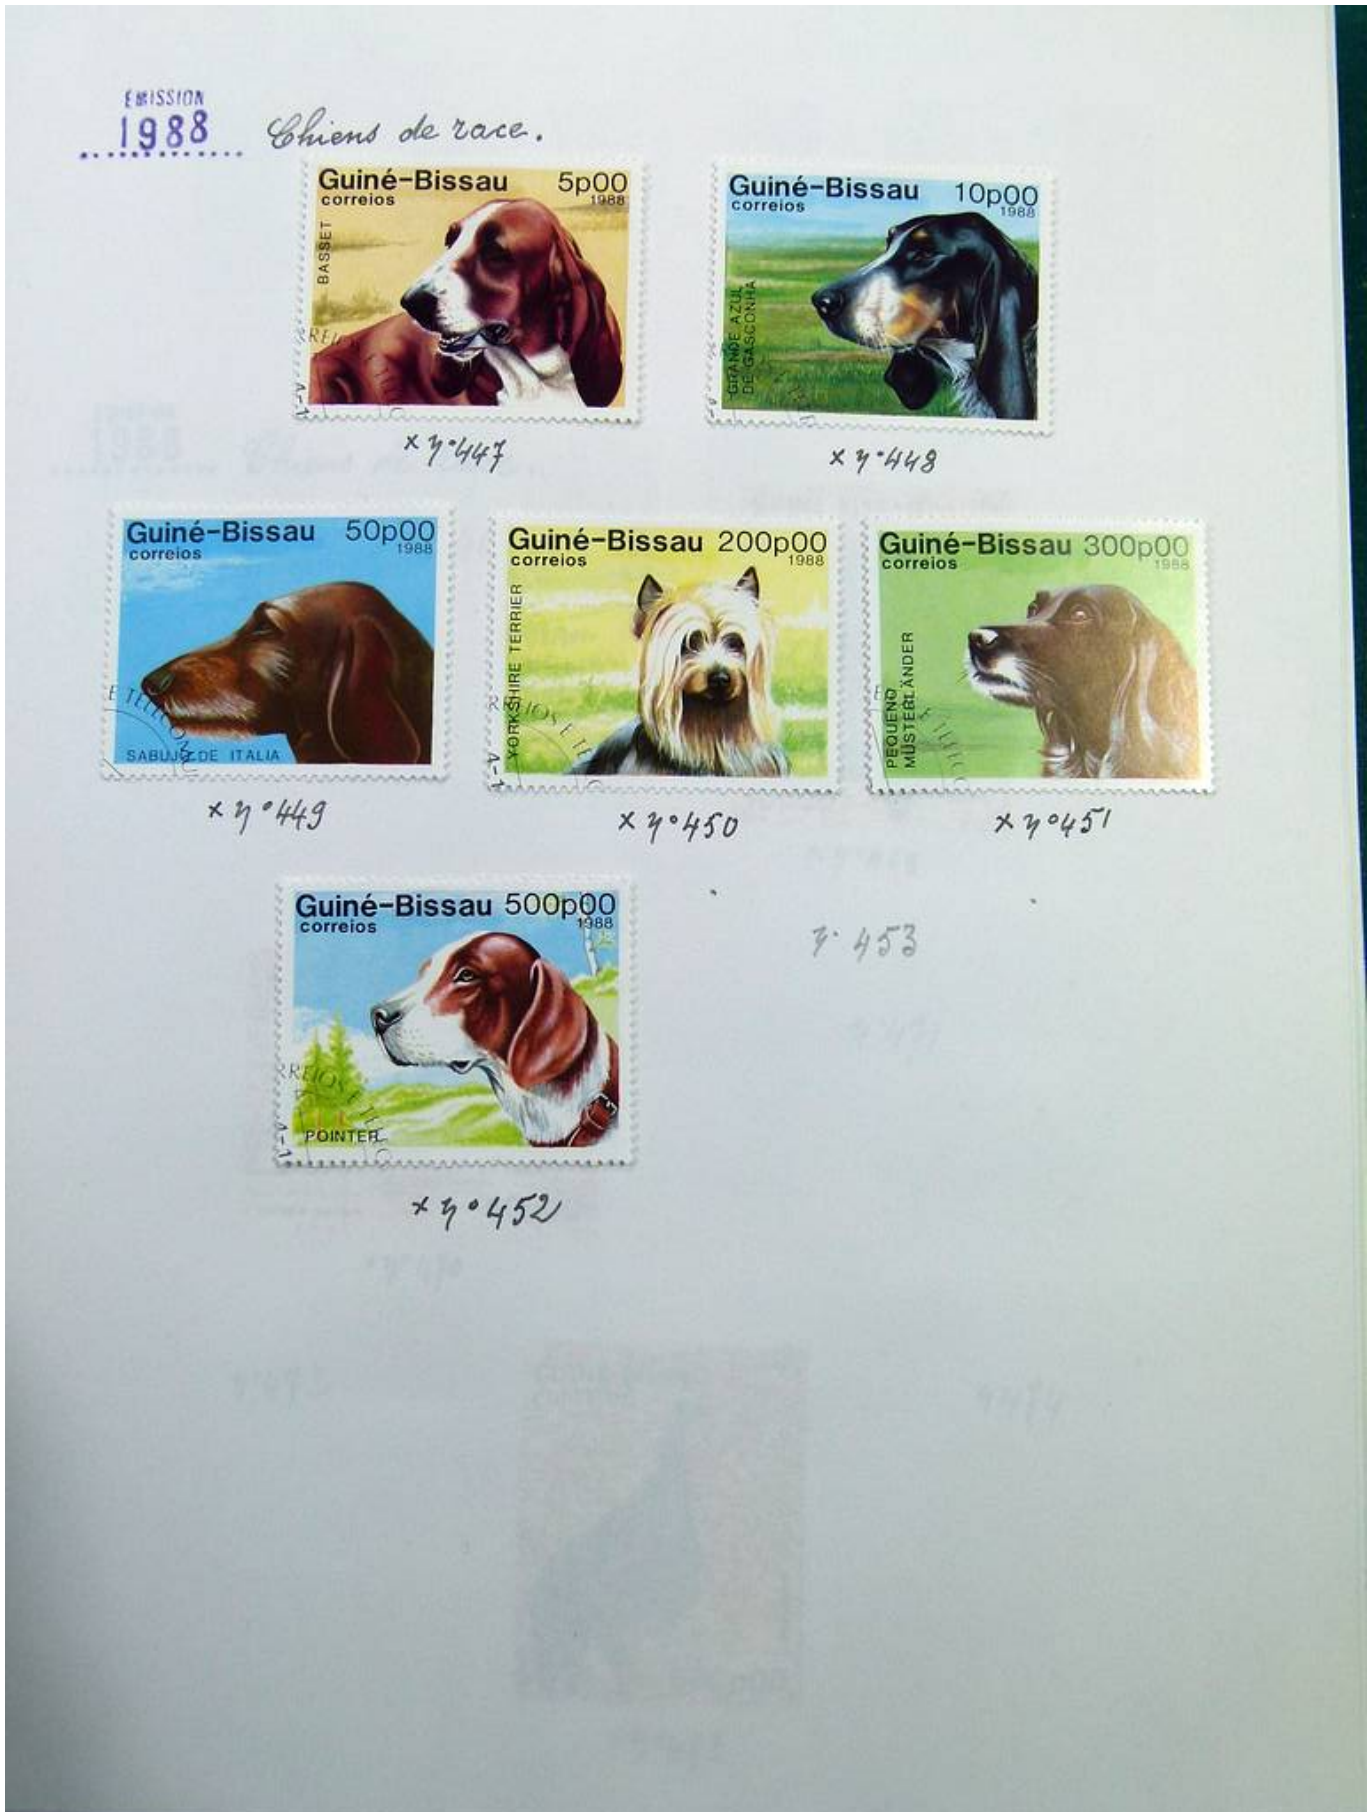 EMISSION
1988 Chiens de race.
Guiné-Bissau 5p00
correios 1988
BASSET
x n°447
Guiné-Bissau 10p00
correios 1988
GRANDE AZUL
DE GASCONHA
x n°448
Guiné-Bissau 50p00
correios 1988
SABUJO DE ITALIA
x n°449
Guiné-Bissau 200p00
correios 1988
YORKSHIRE TERRIER
x n°450
Guiné-Bissau 300p00
correios 1988
PEQUENO
MÜSTERLÄNDER
x n°451
Guiné-Bissau 500p00
correios 1988
POINTER
x n°452
n° 453